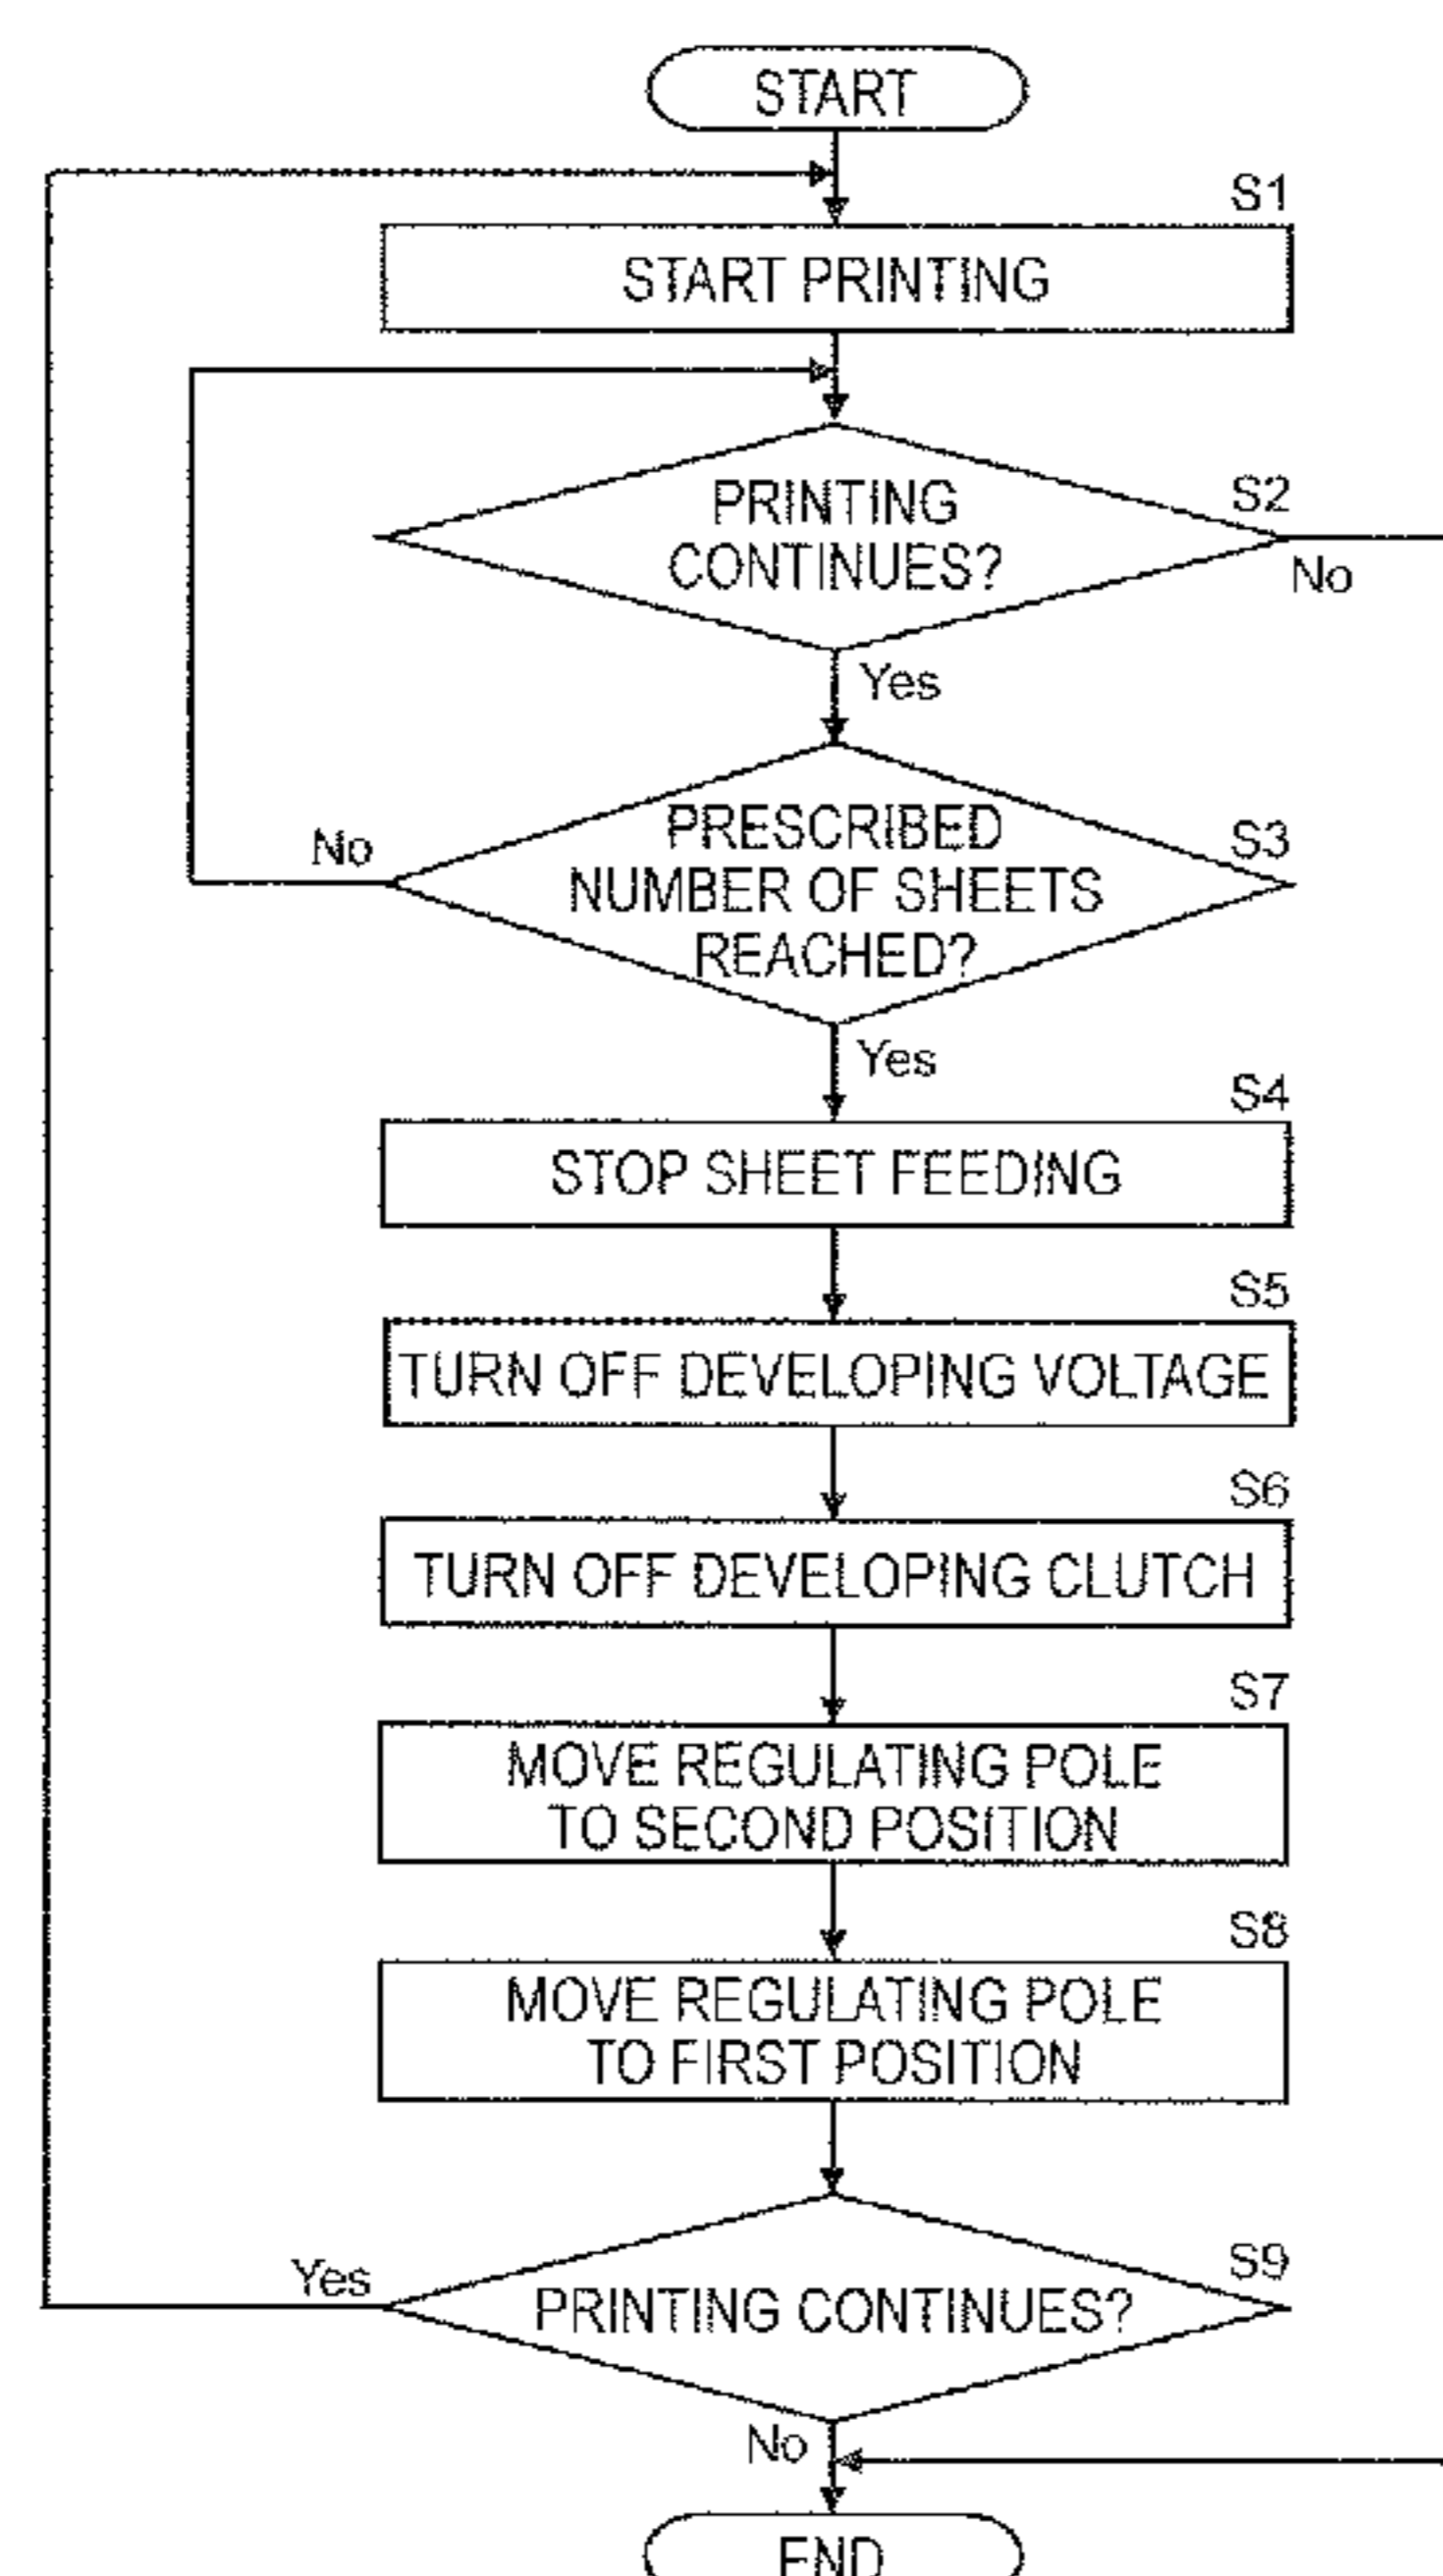 START
S1
START PRINTING
S2
PRINTING
CONTINUES?
No
Yes
S3
PRESCRIBED
NUMBER OF SHEETS
REACHED?
No
Yes
S4
STOP SHEET FEEDING
S5
TURN OFF DEVELOPING VOLTAGE
S6
TURN OFF DEVELOPING CLUTCH
S7
MOVE REGULATING POLE
TO SECOND POSITION
S8
MOVE REGULATING POLE
TO FIRST POSITION
S9
PRINTING CONTINUES?
Yes
No
END